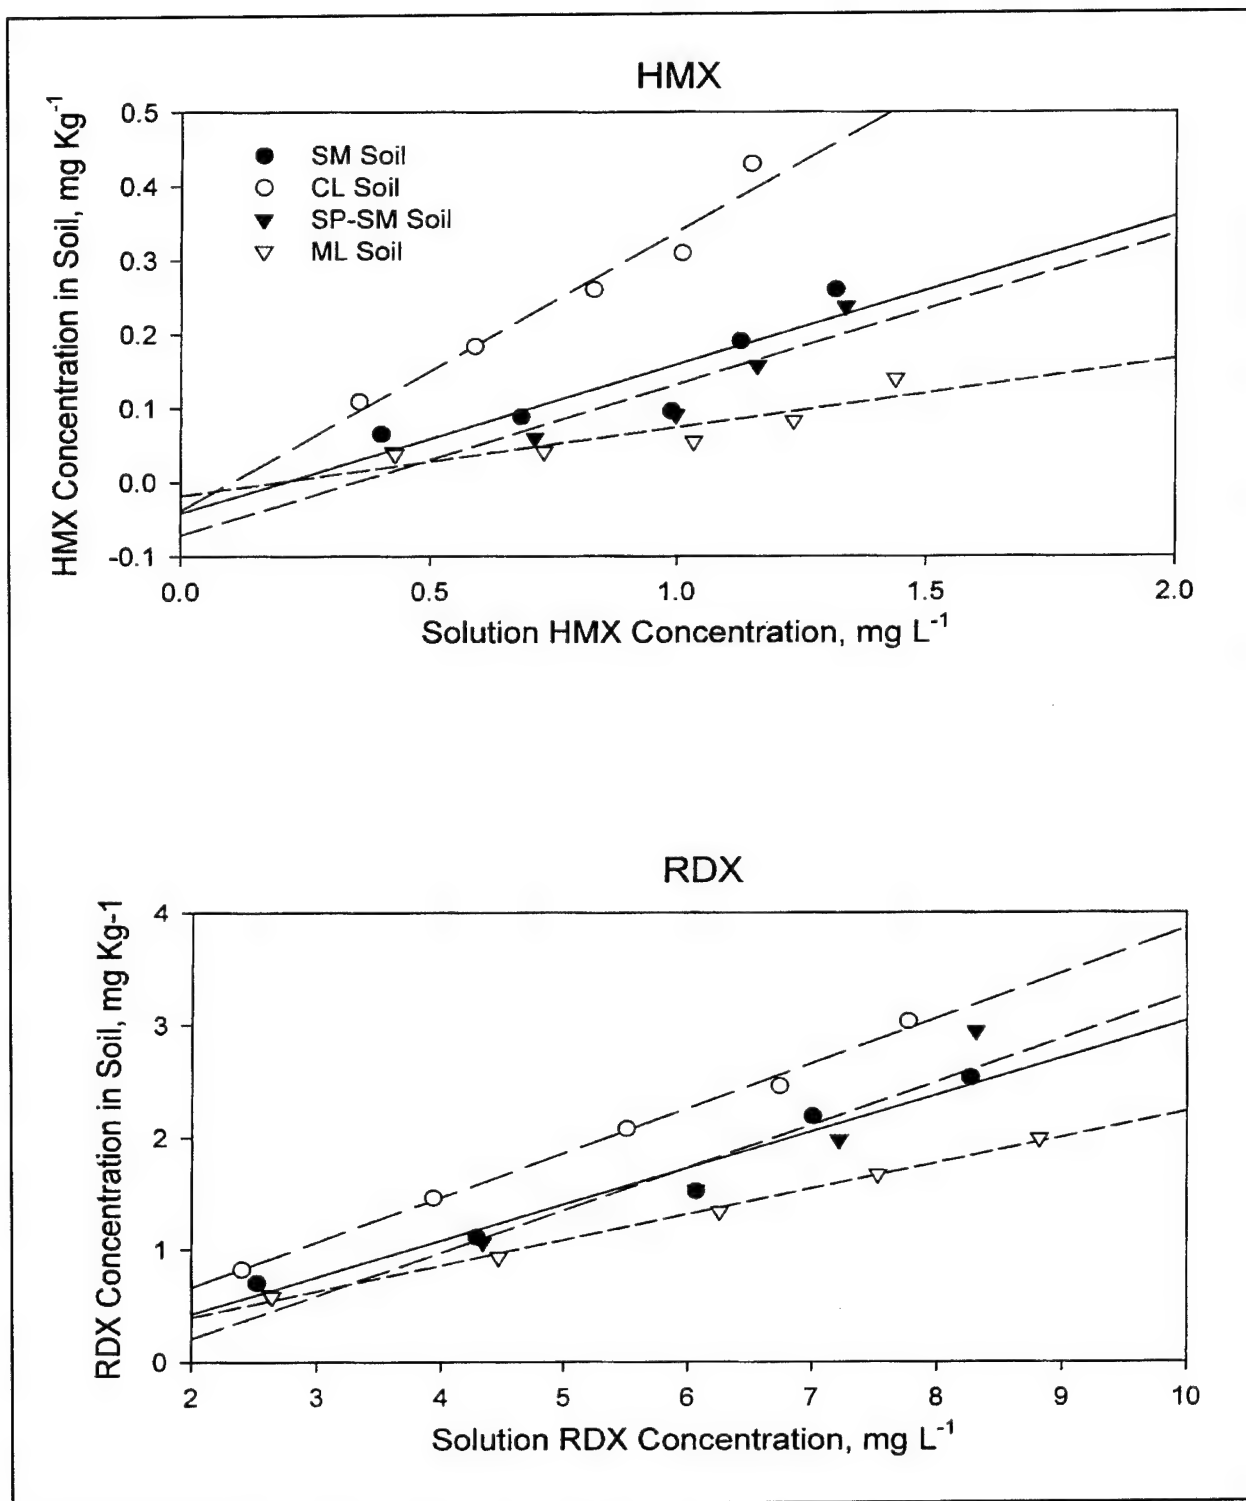 HMX
HMX Concentration in Soil, mg Kg⁻¹
0.5
0.4
0.3
0.2
0.1
0.0
-0.1
SM Soil
CL Soil
SP-SM Soil
ML Soil
0.0 0.5 1.0 1.5 2.0
Solution HMX Concentration, mg L⁻¹
RDX
RDX Concentration in Soil, mg Kg-1
4
3
2
1
0
2 3 4 5 6 7 8 9 10
Solution RDX Concentration, mg L⁻¹